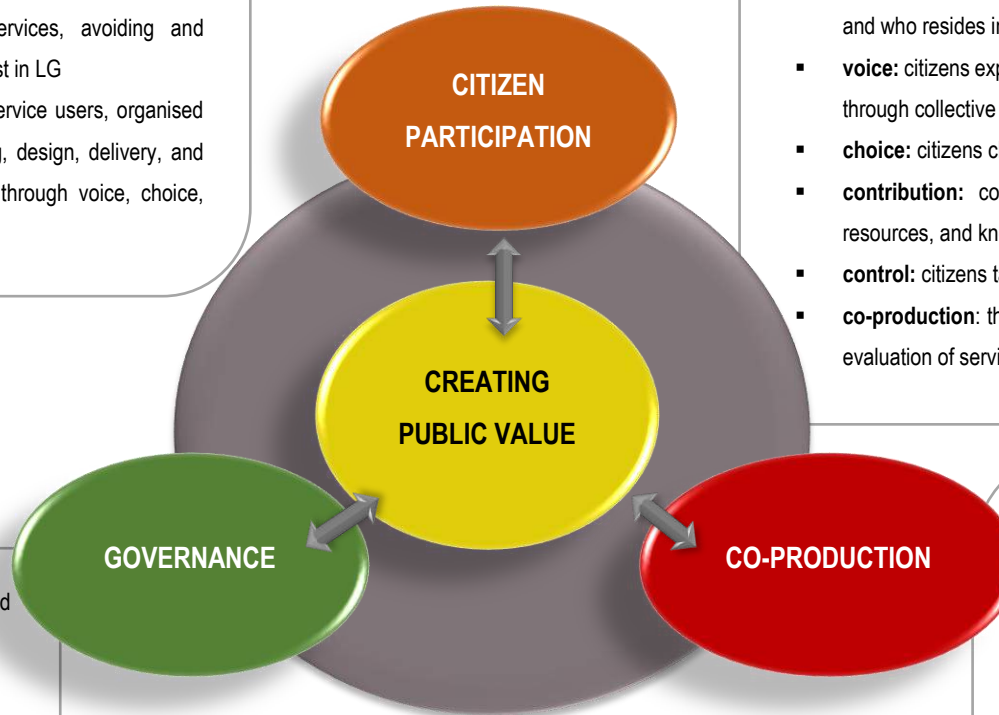 ervices, avoiding and
st in LG
ervice users, organised
g, design, delivery, and
through voice, choice,
and who resides i
▪ voice: citizens exp
through collective
▪ choice: citizens c
▪ contribution: co
resources, and kn
▪ control: citizens t
▪ co-production: th
evaluation of servi
CITIZEN
PARTICIPATION
CREATING
PUBLIC VALUE
GOVERNANCE
CO-PRODUCTION
d